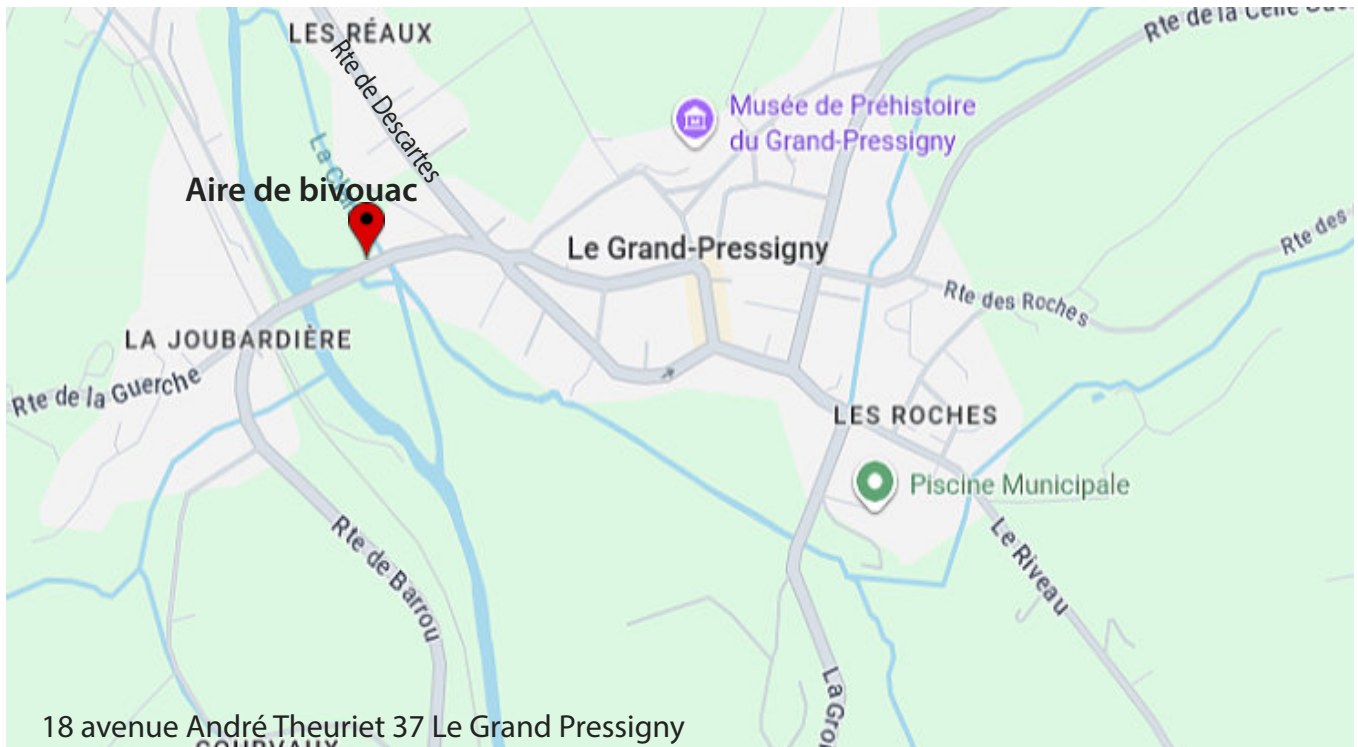 LES RÉAUX
Rte de la Celle
Rte de Descartes
Musée de Préhistoire
du Grand-Pressigny
La
Aire de bivouac
Le Grand-Pressigny
Rte des
Rte des Roches
LA JOUBARDIÈRE
Rte de la Guerche
LES ROCHES
Piscine Municipale
Le Riveau
Rte de Barrou
La
18 avenue André Theuriet 37 Le Grand Pressigny